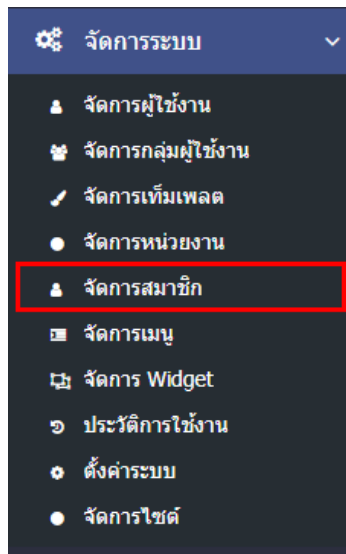 จัดการระบบ
จัดการผู้ใช้งาน
จัดการกลุ่มผู้ใช้งาน
จัดการเท็มเพลต
จัดการหน่วยงาน
จัดการสมาชิก
จัดการเมนู
จัดการ Widget
ประวัติการใช้งาน
ตั้งค่าระบบ
จัดการไซต์